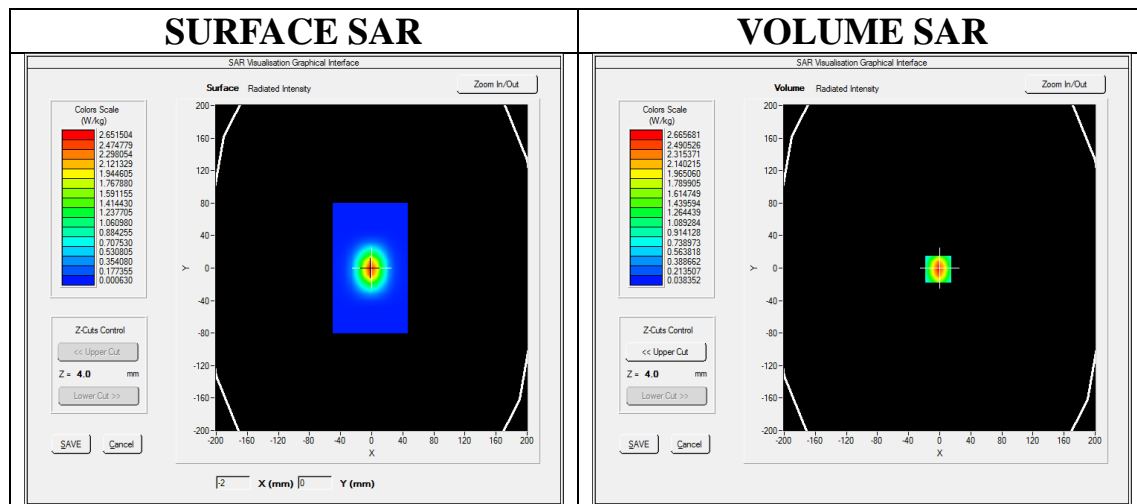 SURFACE SAR
VOLUME SAR
SAR Visualisation Graphical Interface
Surface Radiated Intensity
Zoom In/Out
Colors Scale
(W/kg)
2.651504
2.474779
2.298054
2.121329
1.944605
1.767880
1.591155
1.414430
1.237705
1.060980
0.884255
0.707530
0.530805
0.354080
0.177355
0.000630
200
160
120
80
40
0
-40
-80
-120
-160
-200
Y
-200 -160 -120 -80 -40 0 40 80 120 160 200
X
Z-Cuts Control
<< Upper Cut
Z = 4.0 mm
Lower Cut >>
SAVE Cancel
-2 X (mm) 0 Y (mm)
SAR Visualisation Graphical Interface
Volume Radiated Intensity
Zoom In/Out
Colors Scale
(W/kg)
2.665681
2.490526
2.315371
2.140215
1.965060
1.789905
1.614749
1.439594
1.264439
1.089284
0.914128
0.738973
0.563818
0.388662
0.213507
0.038352
200
160
120
80
40
0
-40
-80
-120
-160
-200
Y
-200 -160 -120 -80 -40 0 40 80 120 160 200
X
Z-Cuts Control
<< Upper Cut
Z = 4.0 mm
Lower Cut >>
SAVE Cancel